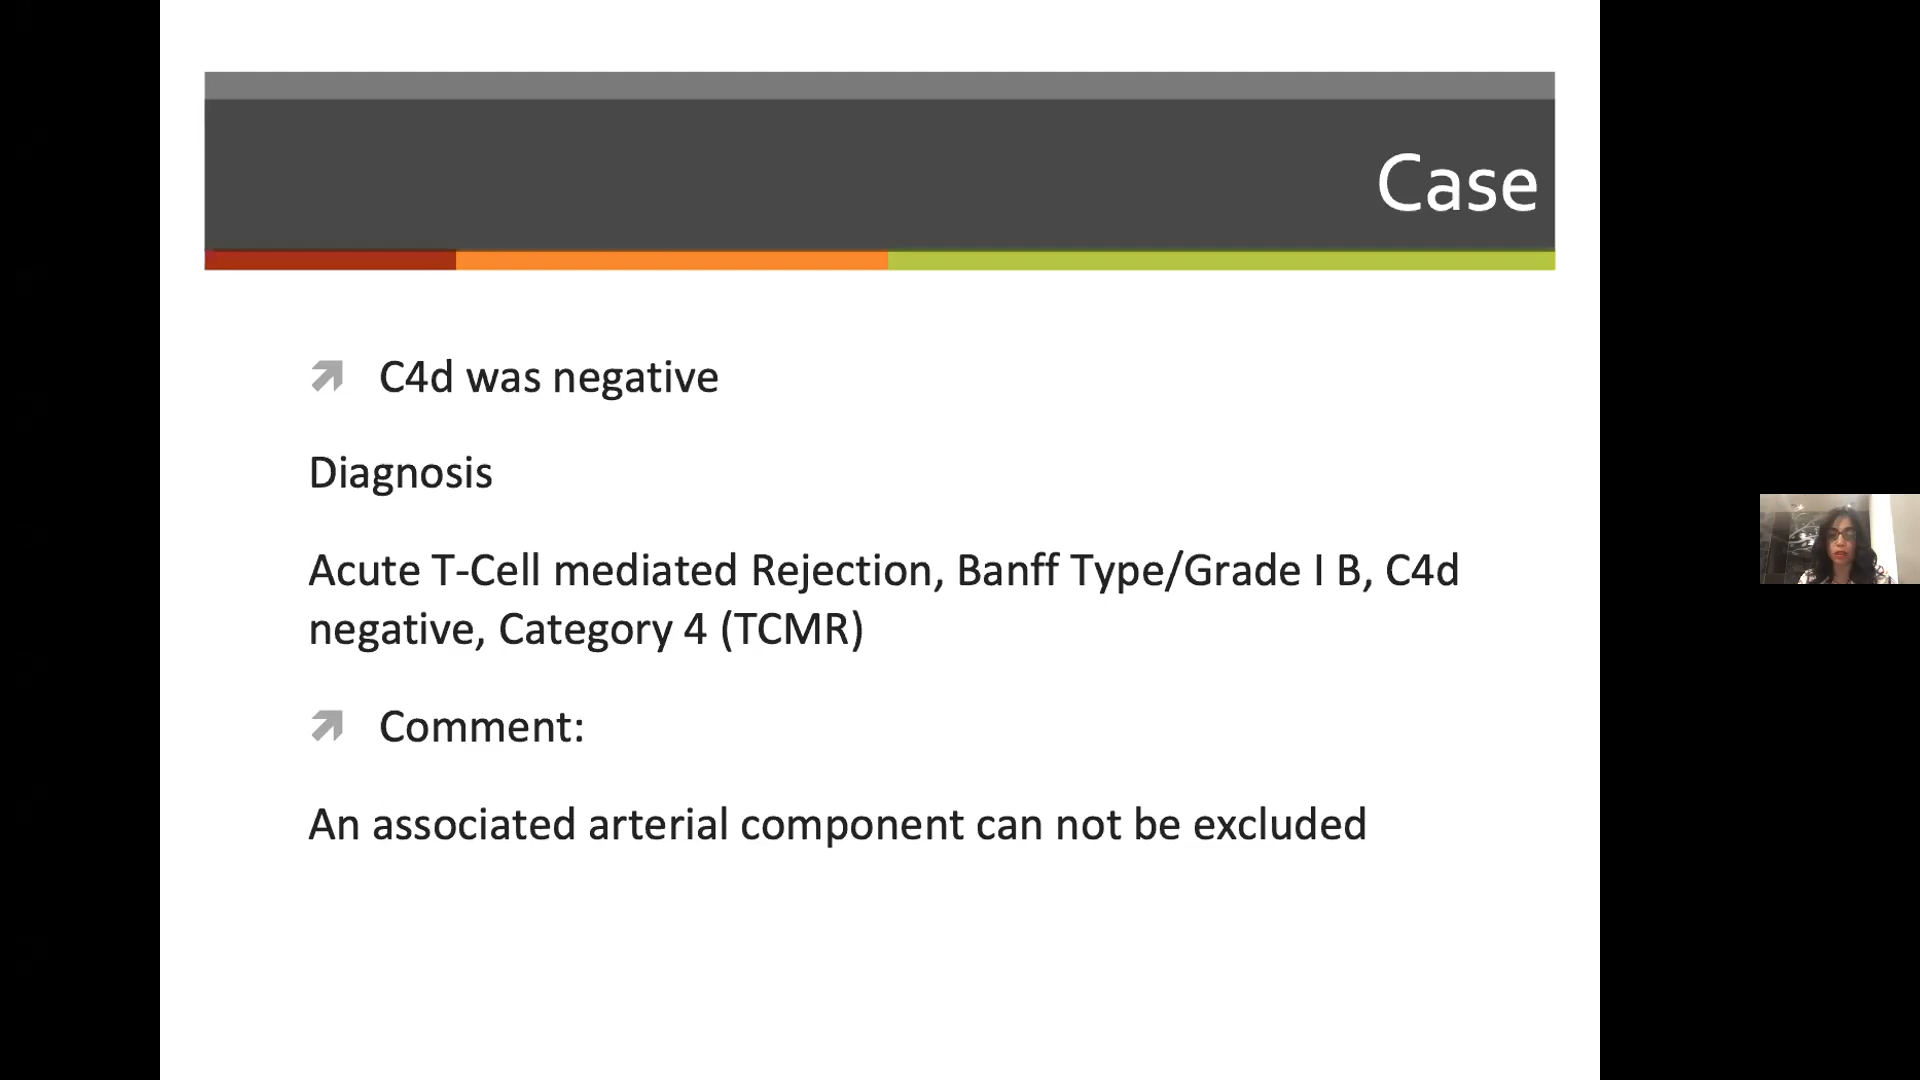 Case
C4d was negative
Diagnosis
Acute T-Cell mediated Rejection, Banff Type/Grade I B, C4d
negative, Category 4 (TCMR)
Comment:
An associated arterial component can not be excluded